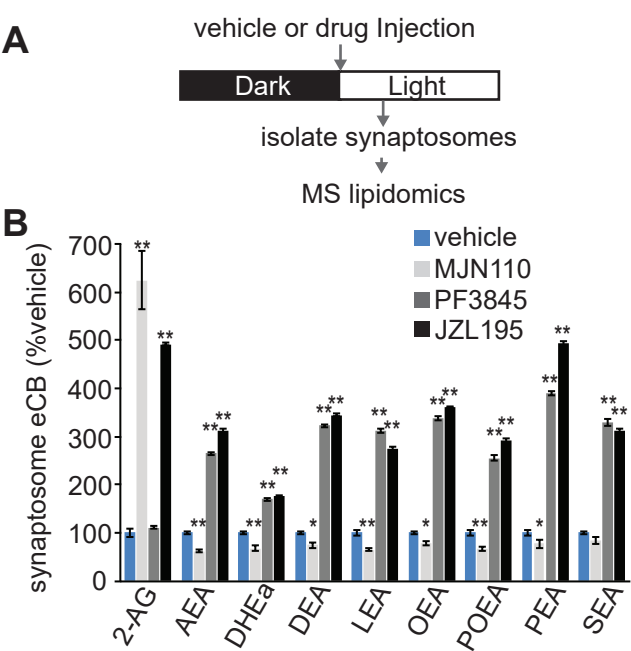 A
vehicle or drug Injection
Dark Light
isolate synaptosomes
MS lipidomics
B
synaptosome eCB (%vehicle)
700
600
500
400
300
200
100
0
vehicle
MJN110
PF3845
JZL195
** **
** ** **
** ** **
* ** **
** ** **
* ** **
** ** **
* ** **
** **
2-AG AEA DHEa DEA LEA OEA POEA PEA SEA